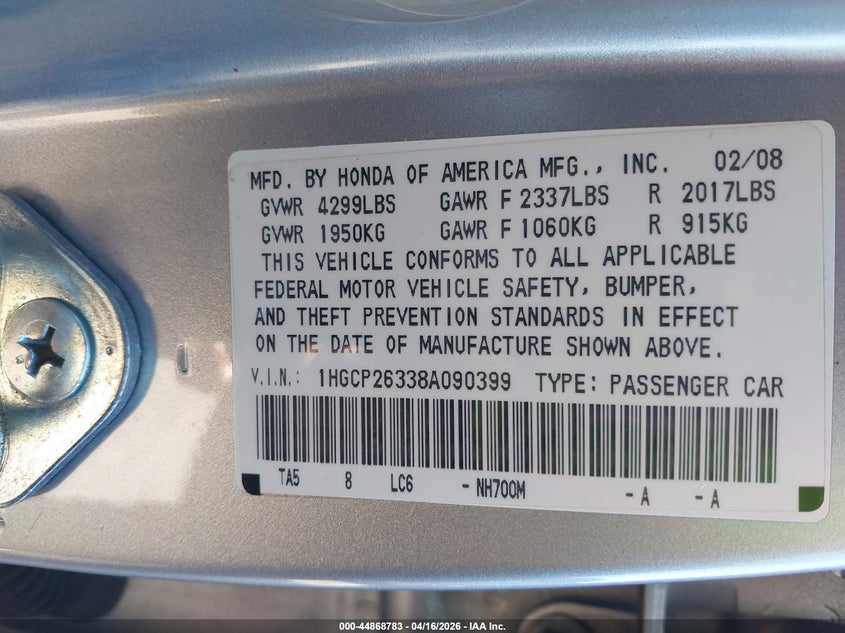 MFD. BY HONDA OF AMERICA MFG., INC. 02/08
GVWR 4299LBS GAWR F 2337LBS R 2017LBS
GVWR 1950KG GAWR F 1060KG R 915KG
THIS VEHICLE CONFORMS TO ALL APPLICABLE
FEDERAL MOTOR VEHICLE SAFETY, BUMPER,
AND THEFT PREVENTION STANDARDS IN EFFECT
ON THE DATE OF MANUFACTURE SHOWN ABOVE.
V.I.N.: 1HGCP26338A090399 TYPE: PASSENGER CAR
TA5 8 LC6 - NH700M - A - A
000-44868783 - 04/16/2026 - IAA Inc.